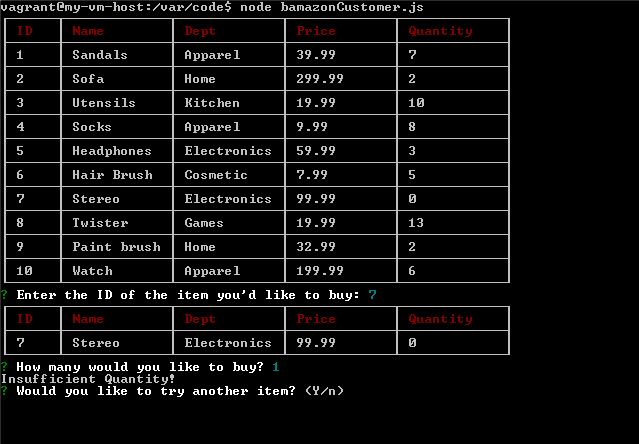 vagrant@my-vm-host:/var/code$ node bamazonCustomer.js
ID Name Dept Price Quantity
1 Sandals Apparel 39.99 7
2 Sofa Home 299.99 2
3 Utensils Kitchen 19.99 10
4 Socks Apparel 9.99 8
5 Headphones Electronics 59.99 3
6 Hair Brush Cosmetic 7.99 5
7 Stereo Electronics 99.99 0
8 Twister Games 19.99 13
9 Paint brush Home 32.99 2
10 Watch Apparel 199.99 6
? Enter the ID of the item you'd like to buy: 7
ID Name Dept Price Quantity
7 Stereo Electronics 99.99 0
? How many would you like to buy? 1
Insufficient Quantity!
? Would you like to try another item? (Y/n)